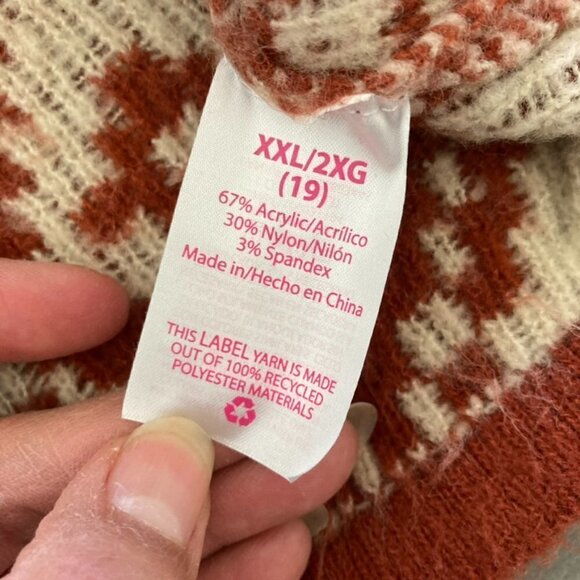 XXL/2XG
(19)
67% Acrylic/Acrílico
30% Nylon/Nilón
3% Spandex
Made in/Hecho en China
THIS LABEL YARN IS MADE
OUT OF 100% RECYCLED
POLYESTER MATERIALS